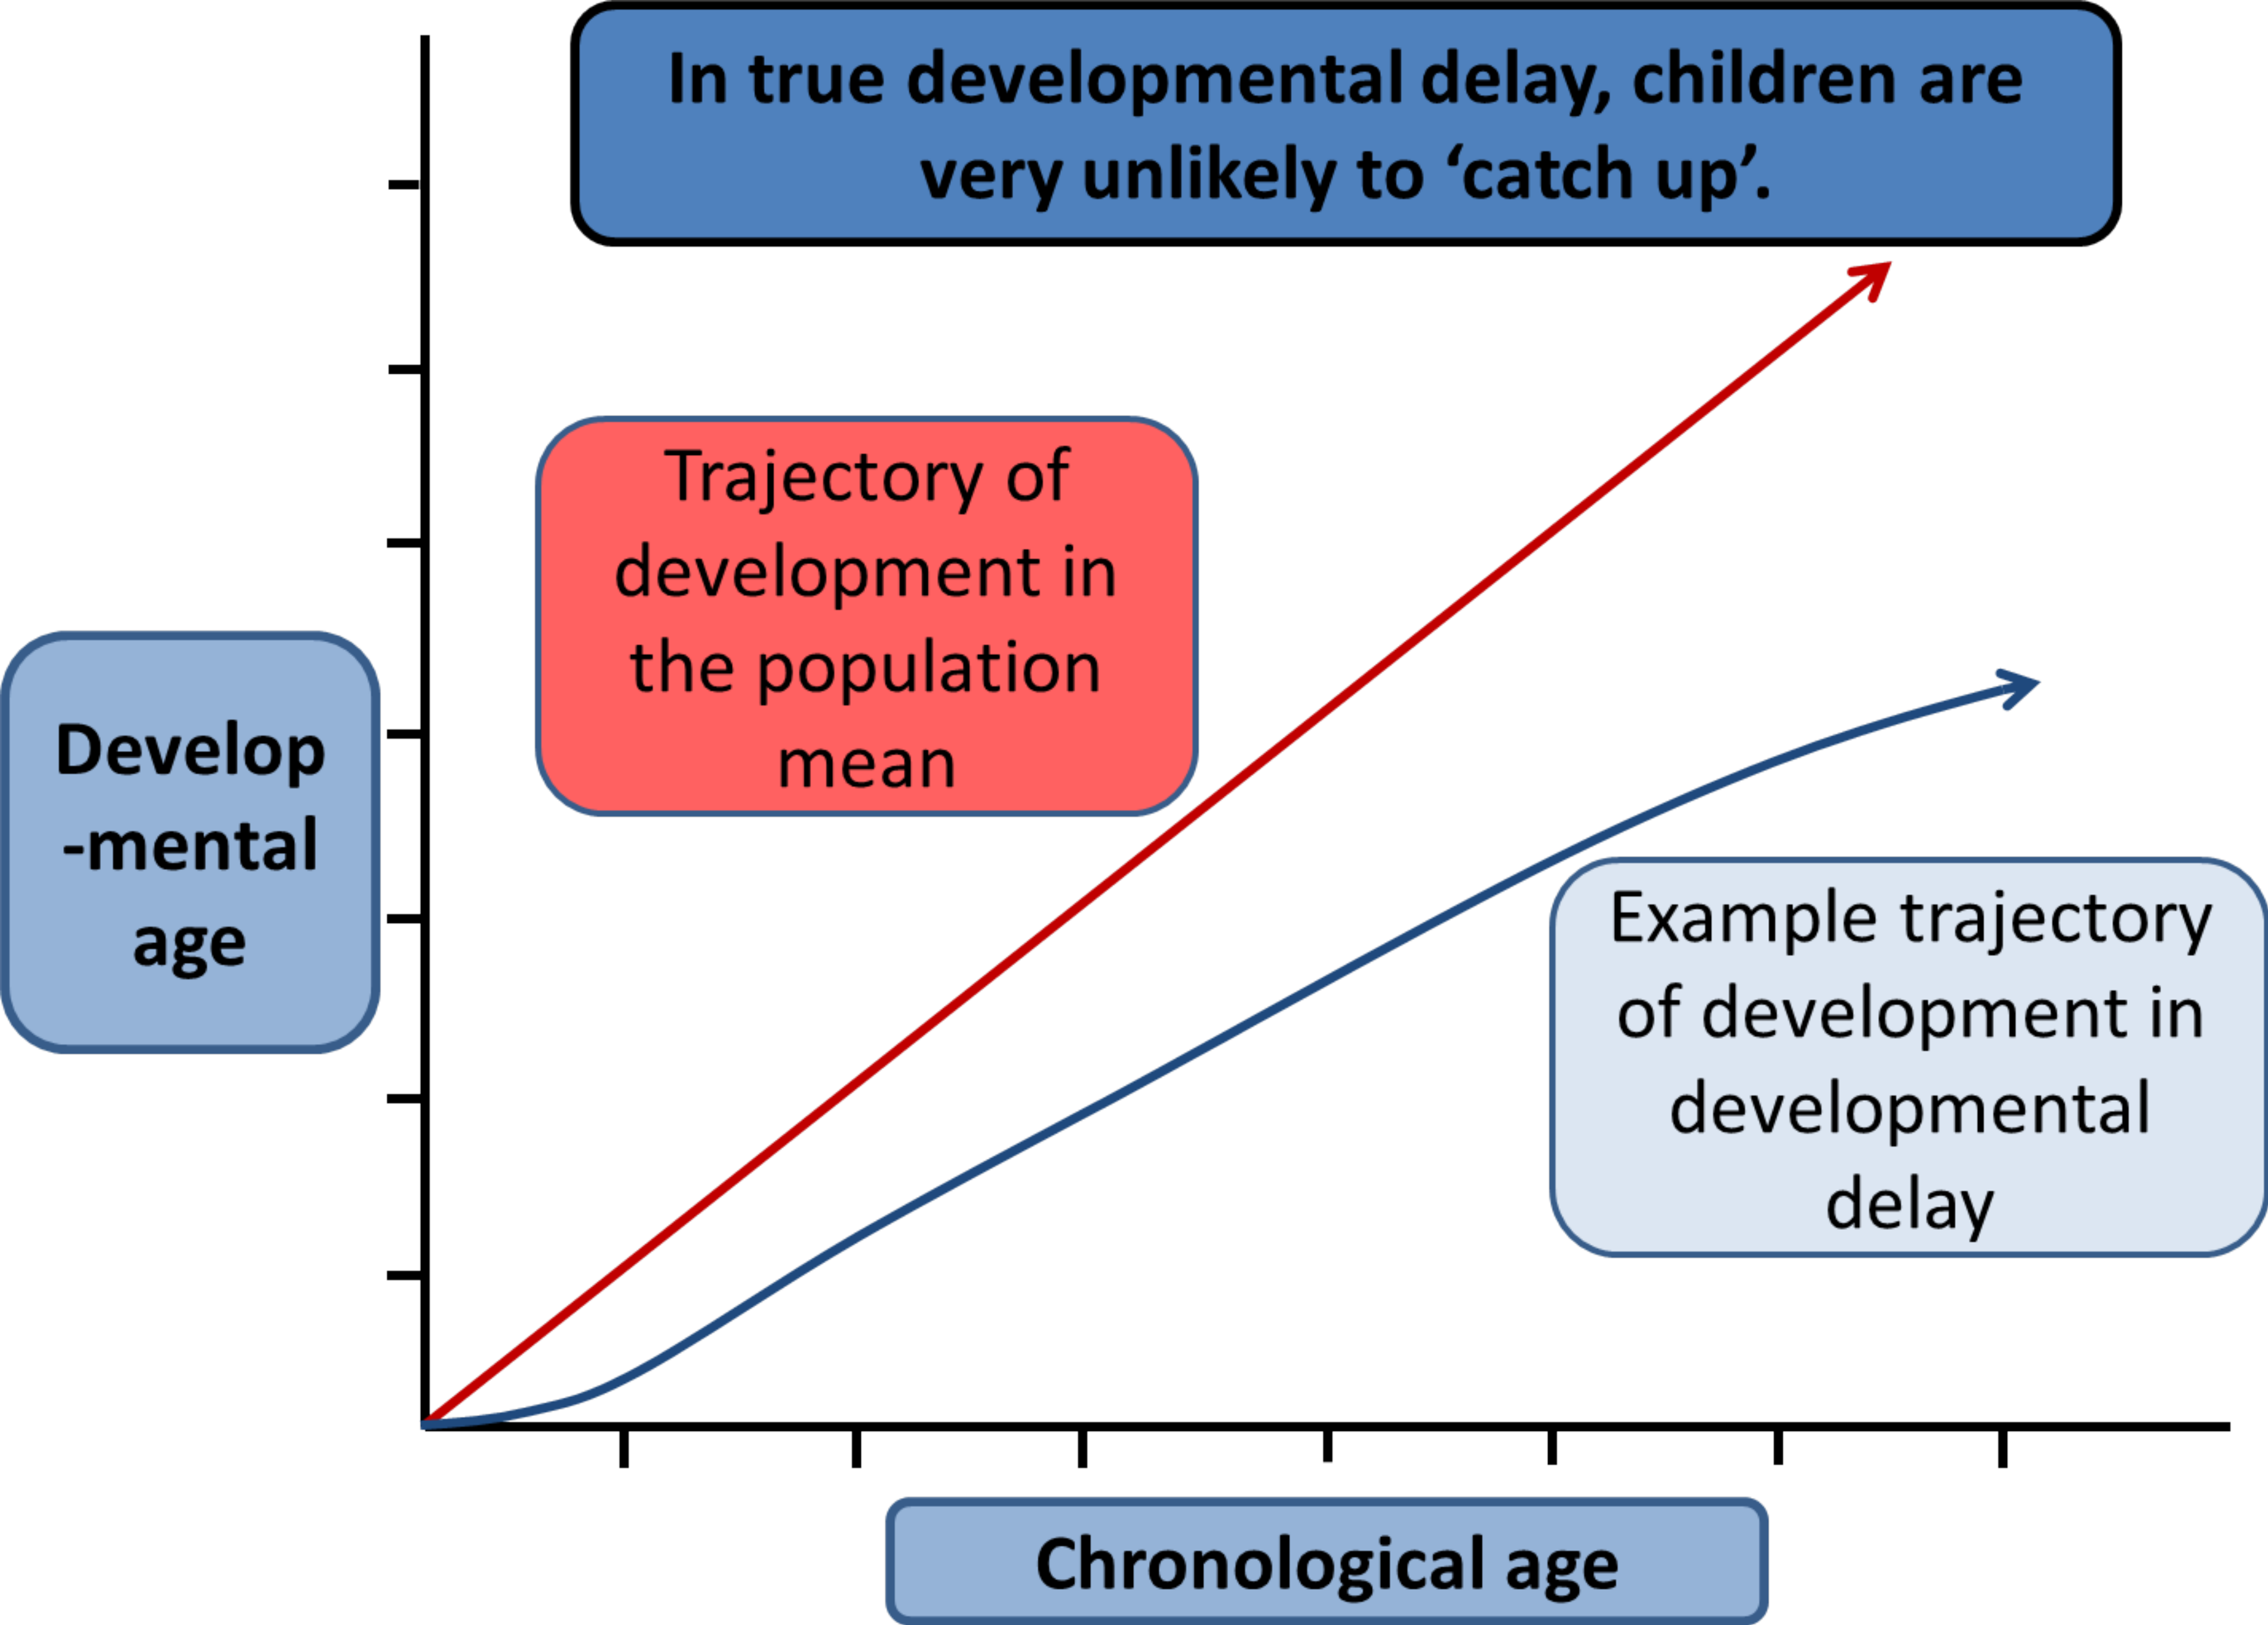 In true developmental delay, children are
very unlikely to ‘catch up’.
Trajectory of
development in
the population
mean
Develop
-mental
age
Example trajectory
of development in
developmental
delay
Chronological age